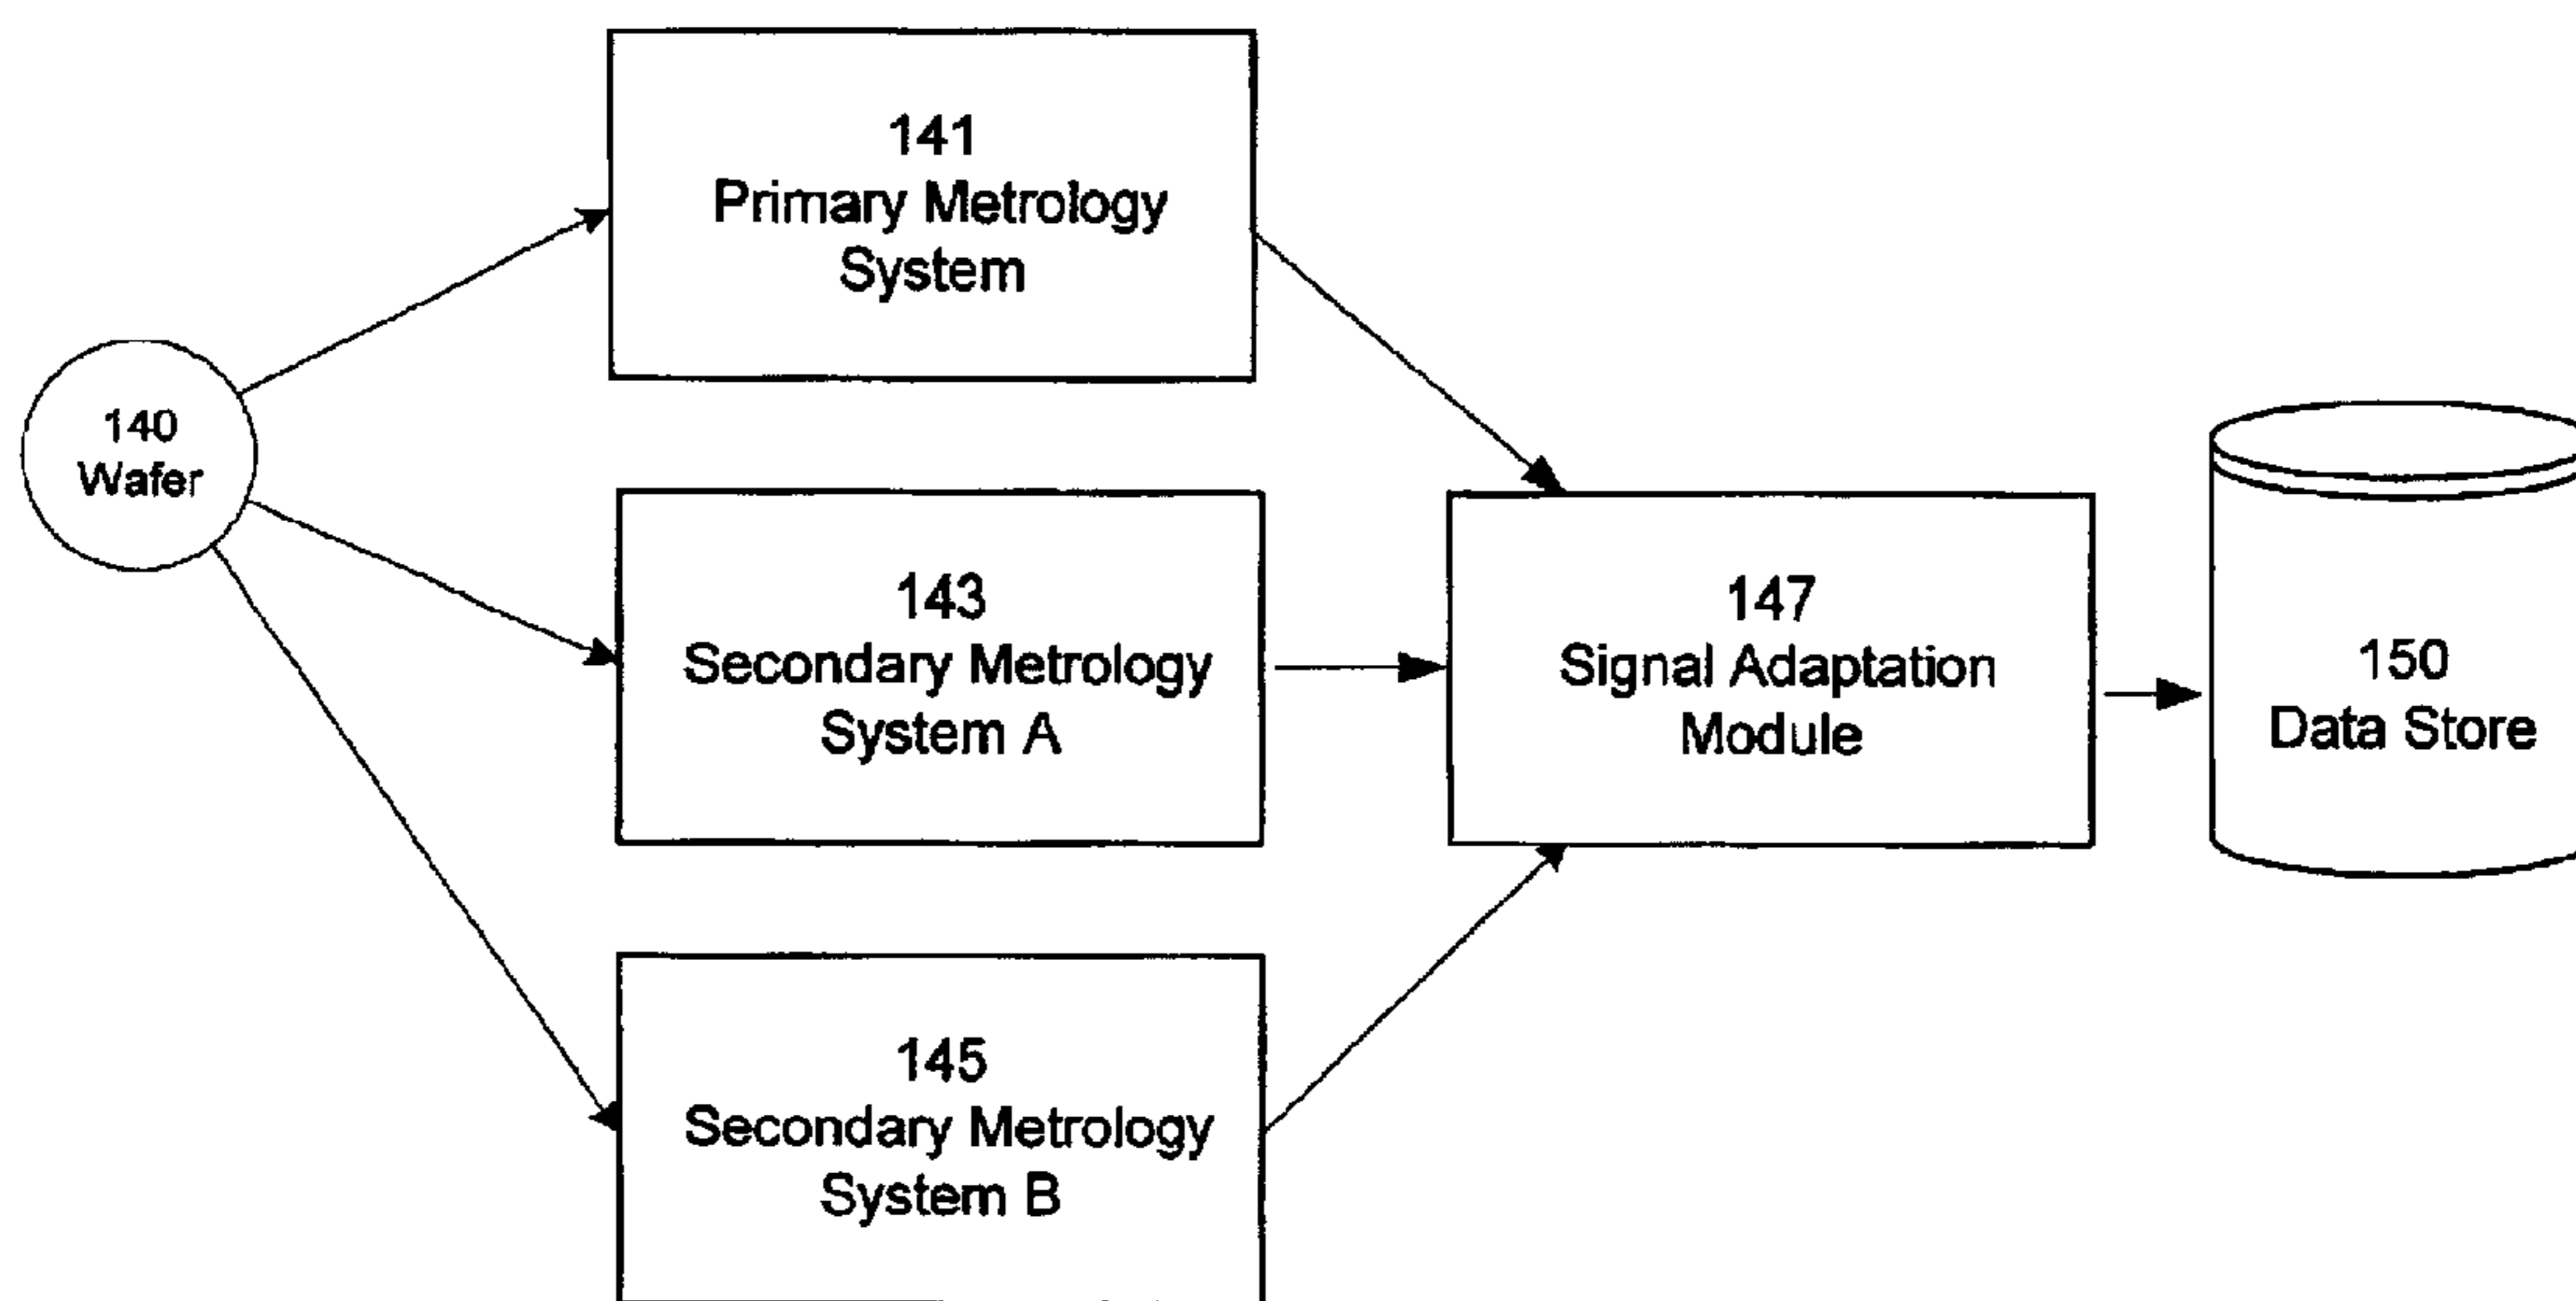 141
Primary Metrology
System
140
Wafer
143
Secondary Metrology
System A
147
Signal Adaptation
Module
150
Data Store
145
Secondary Metrology
System B